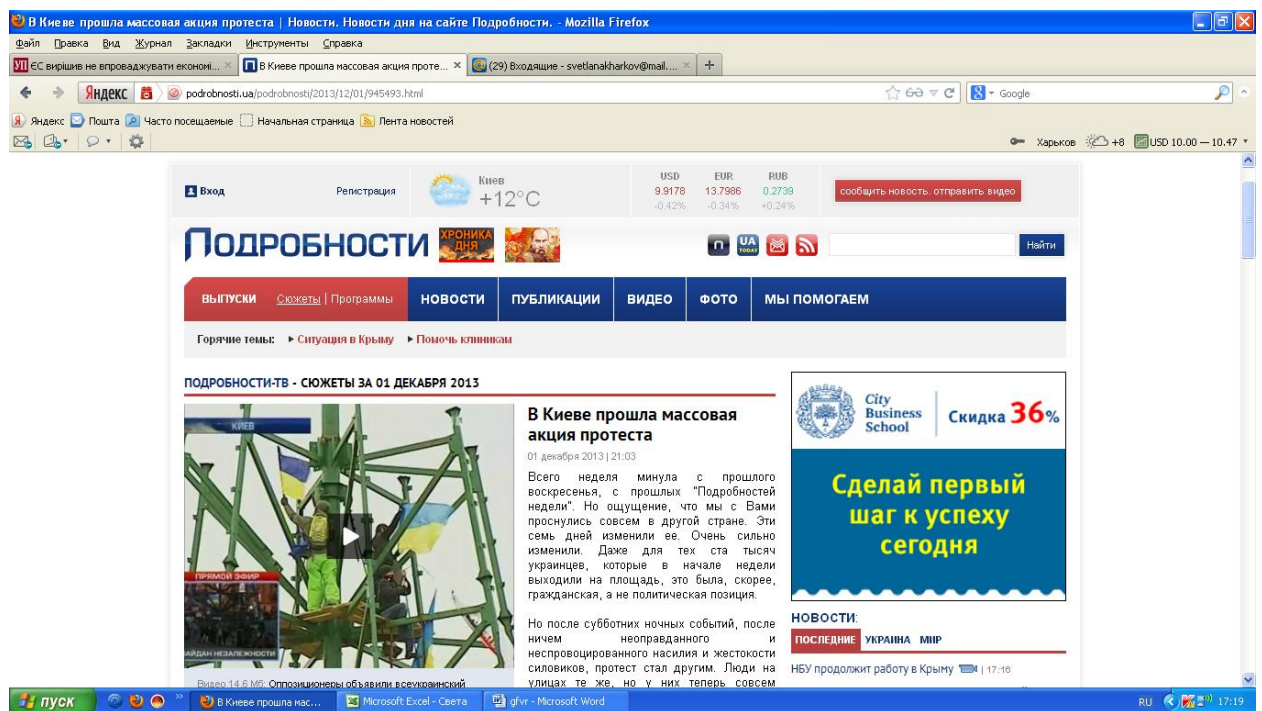 В Киеве прошла массовая акция протеста | Новости. Новости дня на сайте Подробности. - Mozilla Firefox
Файл Правка Вид Журнал Закладки Инструменты Справка
УП ЄС вирішив не впроваджувати економі... В Киеве прошла массовая акция проте... (29) Входящие - svetlanakharkov@mail....
Яндекс podrobnosti.ua/podrobnosti/2013/12/01/945493.html Google
Яндекс Почта Часто посещаемые Начальная страница Лента новостей
Харьков +8 USD 10.00 — 10.47
Вход Регистрация Киев +12°C
USD EUR RUB
9.9178 13.7986 0.2739
-0.42% -0.34% +0.24%
сообщить новость. отправить видео
ПОДРОБНОСТИ ХРОНИКА ДНЯ
UA TODAY
Найти
ВЫПУСКИ Сюжеты | Программы НОВОСТИ ПУБЛИКАЦИИ ВИДЕО ФОТО МЫ ПОМОГАЕМ
Горячие темы: Ситуация в Крыму Помочь клиникам
ПОДРОБНОСТИ-ТВ - СЮЖЕТЫ ЗА 01 ДЕКАБРЯ 2013
КИЕВ
ПРЯМОЙ ЭФИР
МАЙДАН НЕЗАЛЕЖНОСТИ
Видео 14.6 Мб: Оппозиционеры объявили всеукраинский
В Киеве прошла массовая
акция протеста
01 декабря 2013 | 21:03
Всего неделя минула с прошлого
воскресенья, с прошлых "Подробностей
недели". Но ощущение, что мы с Вами
проснулись совсем в другой стране. Эти
семь дней изменили ее. Очень сильно
изменили. Даже для тех ста тысяч
украинцев, которые в начале недели
выходили на площадь, это была, скорее,
гражданская, а не политическая позиция.
Но после субботних ночных событий, после
ничем неоправданного и
неспровоцированного насилия и жестокости
силовиков, протест стал другим. Люди на
улицах те же, но у них теперь совсем
City
Business
School
Скидка 36%
Сделай первый
шаг к успеху
сегодня
НОВОСТИ:
ПОСЛЕДНИЕ УКРАИНА МИР
НБУ продолжит работу в Крыму | 17:16
пуск В Киеве прошла мас... Microsoft Excel - Света gfvr - Microsoft Word RU 17:19